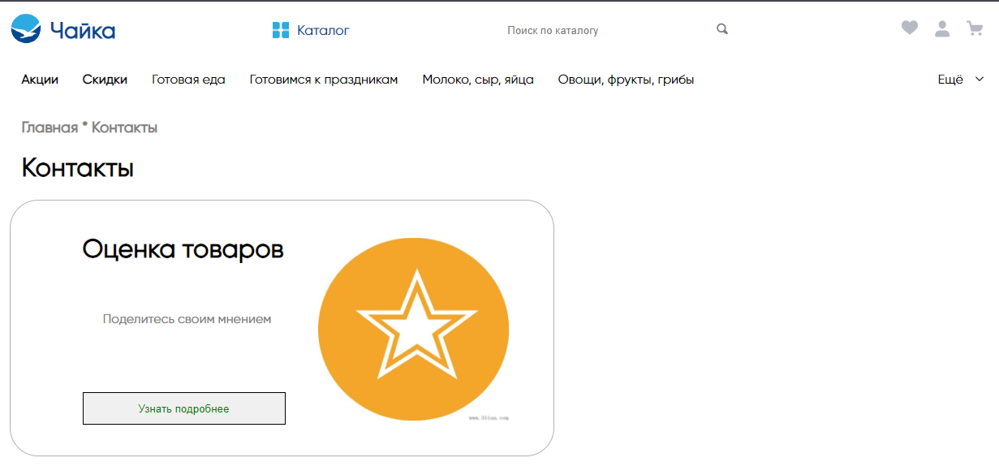 Чайка
Каталог
Поиск по каталогу
Акции Скидки Готовая еда Готовимся к праздникам Молоко, сыр, яйца Овощи, фрукты, грибы Ещё
Главная * Контакты
Контакты
Оценка товаров
Поделитесь своим мнением
Узнать подробнее